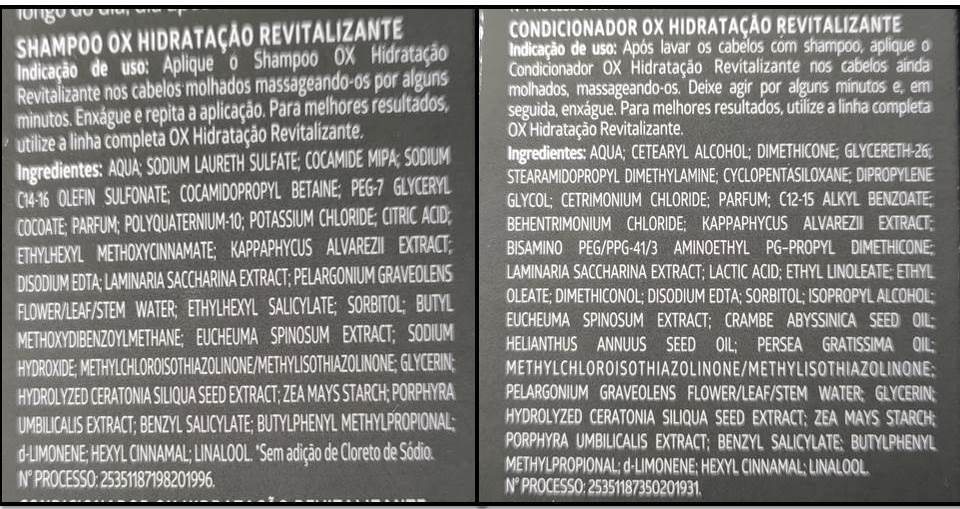 longo do dia, dia após
SHAMPOO OX HIDRATAÇÃO REVITALIZANTE
Indicação de uso: Aplique o Shampoo OX Hidratação
Revitalizante nos cabelos molhados massageando-os por alguns
minutos. Enxágue e repita a aplicação. Para melhores resultados,
utilize a linha completa OX Hidratação Revitalizante.
Ingredientes: AQUA; SODIUM LAURETH SULFATE; COCAMIDE MIPA; SODIUM
C14-16 OLEFIN SULFONATE; COCAMIDOPROPYL BETAINE; PEG-7 GLYCERYL
COCOATE; PARFUM; POLYQUATERNIUM-10; POTASSIUM CHLORIDE; CITRIC ACID;
ETHYLHEXYL METHOXYCINNAMATE; KAPPAPHYCUS ALVAREZII EXTRACT;
DISODIUM EDTA; LAMINARIA SACCHARINA EXTRACT; PELARGONIUM GRAVEOLENS
FLOWER/LEAF/STEM WATER; ETHYLHEXYL SALICYLATE; SORBITOL; BUTYL
METHOXYDIBENZOYLMETHANE; EUCHEUMA SPINOSUM EXTRACT; SODIUM
HYDROXIDE; METHYLCHLOROISOTHIAZOLINONE/METHYLISOTHIAZOLINONE; GLYCERIN;
HYDROLYZED CERATONIA SILIQUA SEED EXTRACT; ZEA MAYS STARCH; PORPHYRA
UMBILICALIS EXTRACT; BENZYL SALICYLATE; BUTYLPHENYL METHYLPROPIONAL;
d-LIMONENE; HEXYL CINNAMAL; LINALOOL. *Sem adição de Cloreto de Sódio.
N° PROCESSO: 25351187198201996.
CONDICIONADOR OX HIDRATAÇÃO REVITALIZANTE
Indicação de uso: Após lavar os cabelos com shampoo, aplique o
Condicionador OX Hidratação Revitalizante nos cabelos ainda
molhados, massageando-os. Deixe agir por alguns minutos e, em
seguida, enxágue. Para melhores resultados, utilize a linha completa
OX Hidratação Revitalizante.
Ingredientes: AQUA; CETEARYL ALCOHOL; DIMETHICONE; GLYCERETH-26;
STEARAMIDOPROPYL DIMETHYLAMINE; CYCLOPENTASILOXANE; DIPROPYLENE
GLYCOL; CETRIMONIUM CHLORIDE; PARFUM; C12-15 ALKYL BENZOATE;
BEHENTRIMONIUM CHLORIDE; KAPPAPHYCUS ALVAREZII EXTRACT;
BISAMINO PEG/PPG-41/3 AMINOETHYL PG-PROPYL DIMETHICONE;
LAMINARIA SACCHARINA EXTRACT; LACTIC ACID; ETHYL LINOLEATE; ETHYL
OLEATE; DIMETHICONOL; DISODIUM EDTA; SORBITOL; ISOPROPYL ALCOHOL;
EUCHEUMA SPINOSUM EXTRACT; CRAMBE ABYSSINICA SEED OIL;
HELIANTHUS ANNUUS SEED OIL; PERSEA GRATISSIMA OIL;
METHYLCHLOROISOTHIAZOLINONE/METHYLISOTHIAZOLINONE;
PELARGONIUM GRAVEOLENS FLOWER/LEAF/STEM WATER; GLYCERIN;
HYDROLYZED CERATONIA SILIQUA SEED EXTRACT; ZEA MAYS STARCH;
PORPHYRA UMBILICALIS EXTRACT; BENZYL SALICYLATE; BUTYLPHENYL
METHYLPROPIONAL; d-LIMONENE; HEXYL CINNAMAL; LINALOOL.
N° PROCESSO: 25351187350201931.